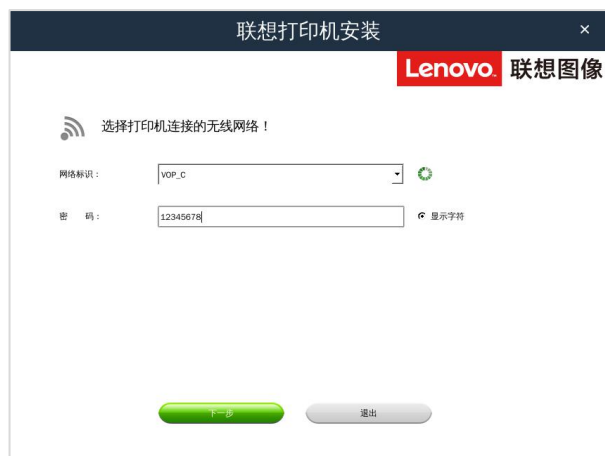 联想打印机安装
×
Lenovo. 联想图像
选择打印机连接的无线网络！
网络标识： VOP_C
密 码： 12345678 显示字符
下一步 退出